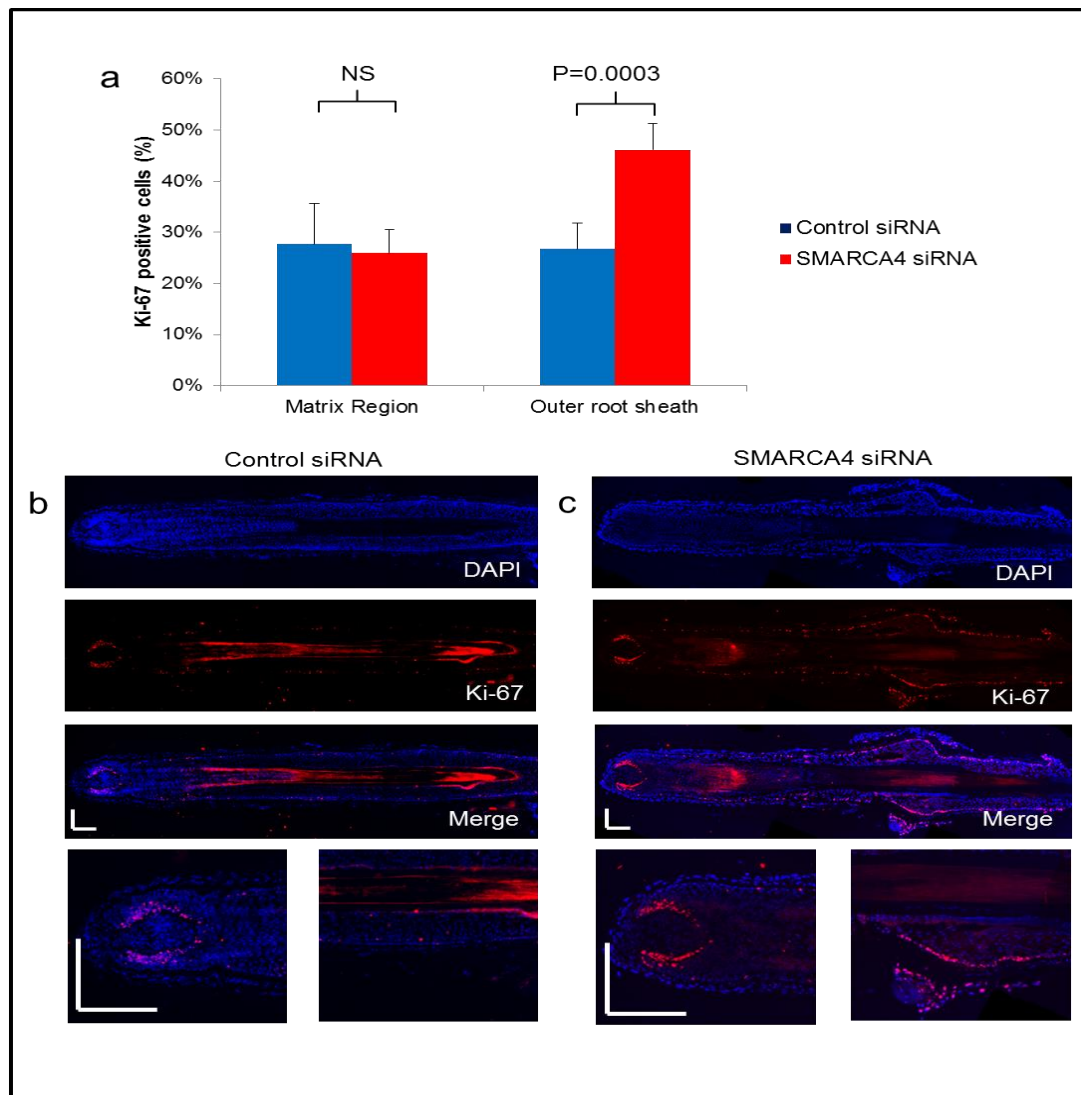 a
NS
P=0.0003
60%
50%
40%
30%
20%
10%
0%
Ki-67 positive cells (%)
Matrix Region
Outer root sheath
Control siRNA
SMARCA4 siRNA
Control siRNA
SMARCA4 siRNA
b
DAPI
Ki-67
Merge
c
DAPI
Ki-67
Merge